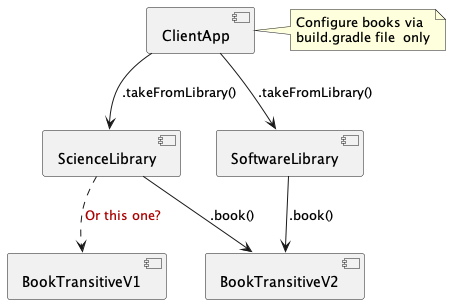 ClientApp
Configure books via
build.gradle file  only
.takeFromLibrary()
.takeFromLibrary()
ScienceLibrary
SoftwareLibrary
Or this one?
.book()
.book()
BookTransitiveV1
BookTransitiveV2